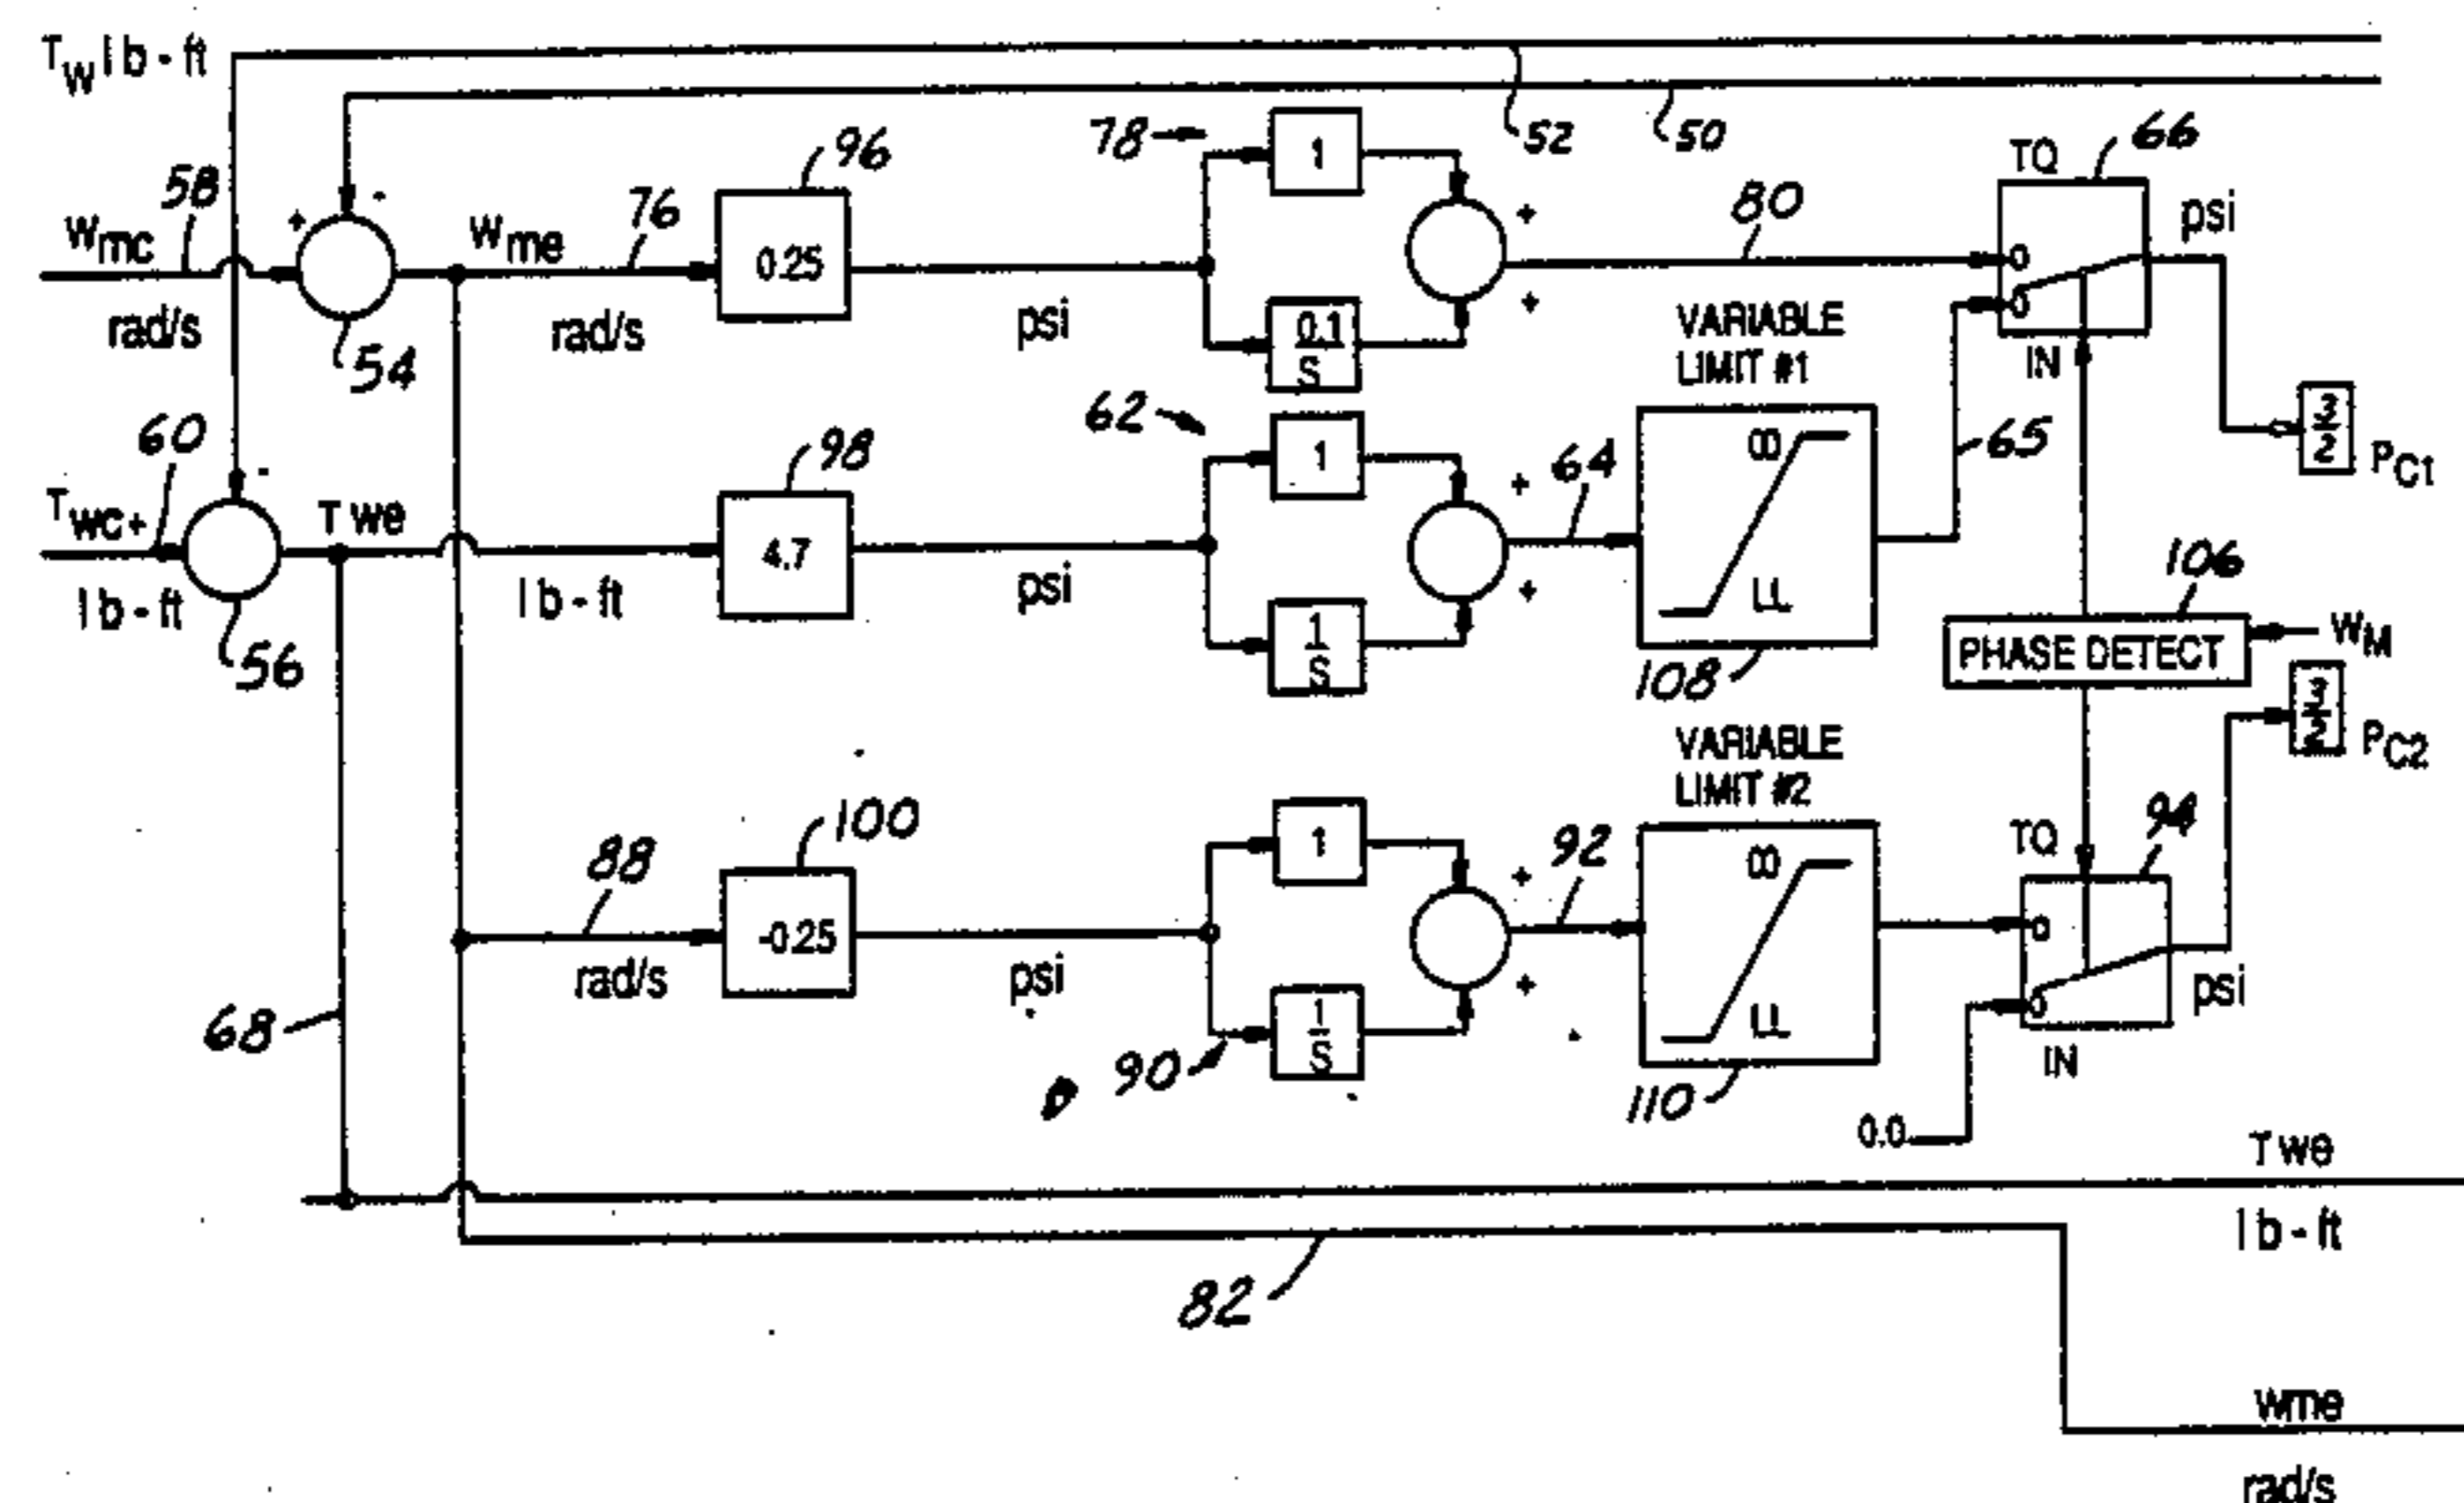 Tw lb-ft
52
50
78
96
1
TQ
66
58
-
+
wmc
wme
76
80
psi
0.25
+
rad/s
54
rad/s
psi
0.1
S
+
VARIABLE
LIMIT #1
IN
3
2
PC1
60
62
98
1
64
65
-
Twc+
Twe
+
lb-ft
lb-ft
4.7
psi
+
LL
106
56
1
S
108
PHASE DETECT
WM
3
2
PC2
VARIABLE
LIMIT #2
100
1
TQ
94
88
92
+
rad/s
-0.25
psi
+
psi
68
90
1
S
LL
IN
110
0.0
Twe
lb-ft
82
wme
rad/s